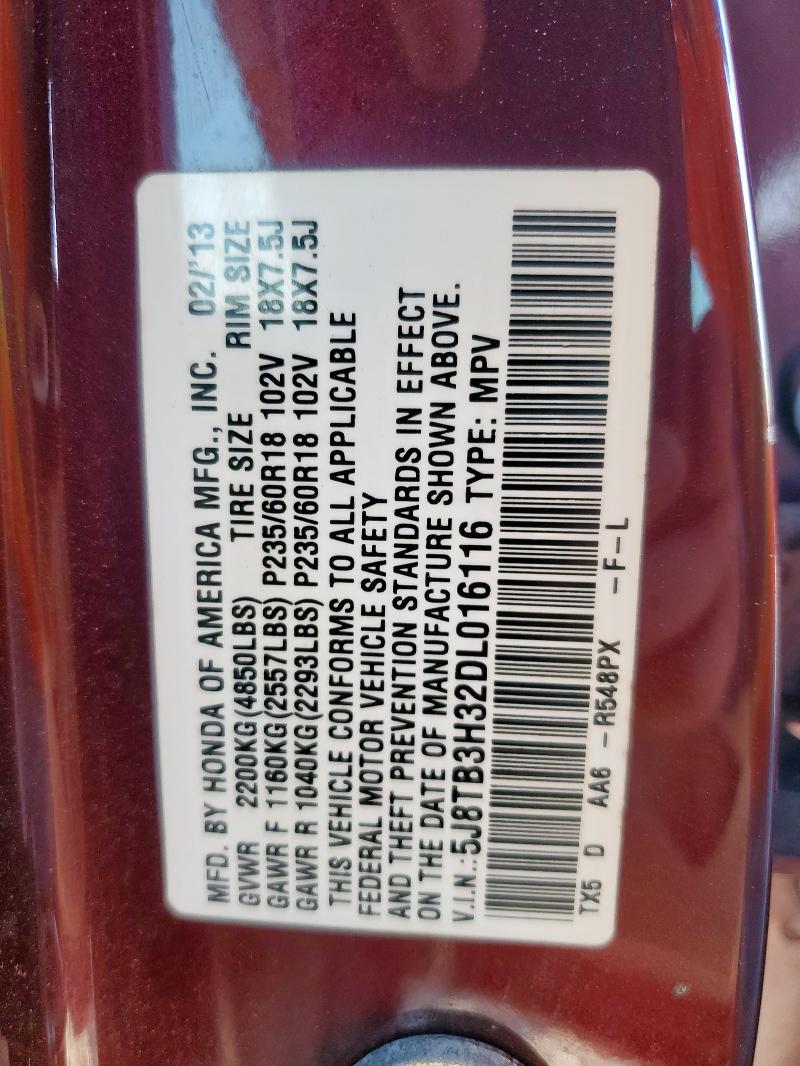 MFD. BY HONDA OF AMERICA MFG., INC. 02/'13
GVWR 2200KG(4850LBS) TIRE SIZE RIM SIZE
GAWR F 1160KG(2557LBS) P235/60R18 102V 18X7.5J
GAWR R 1040KG(2293LBS) P235/60R18 102V 18X7.5J
THIS VEHICLE CONFORMS TO ALL APPLICABLE
FEDERAL MOTOR VEHICLE SAFETY
AND THEFT PREVENTION STANDARDS IN EFFECT
ON THE DATE OF MANUFACTURE SHOWN ABOVE.
V.I.N.:5J8TB3H32DL016116 TYPE: MPV
TX5 D AA6 -R548PX -F-L